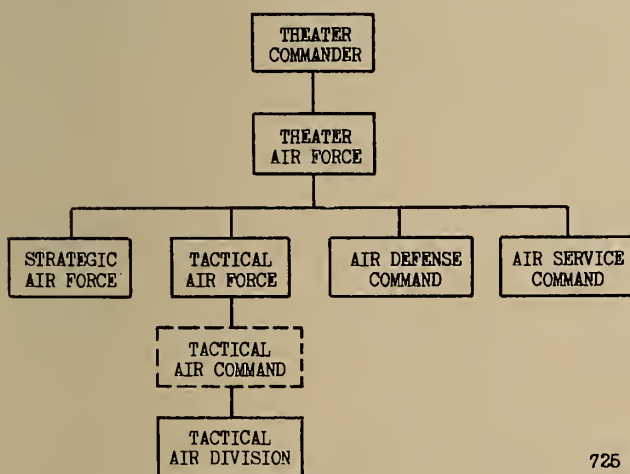 THEATER
COMMANDER
THEATER
AIR FORCE
STRATEGIC
AIR FORCE
TACTICAL
AIR FORCE
AIR DEFENSE
COMMAND
AIR SERVICE
COMMAND
TACTICAL
AIR COMMAND
TACTICAL
AIR DIVISION
725